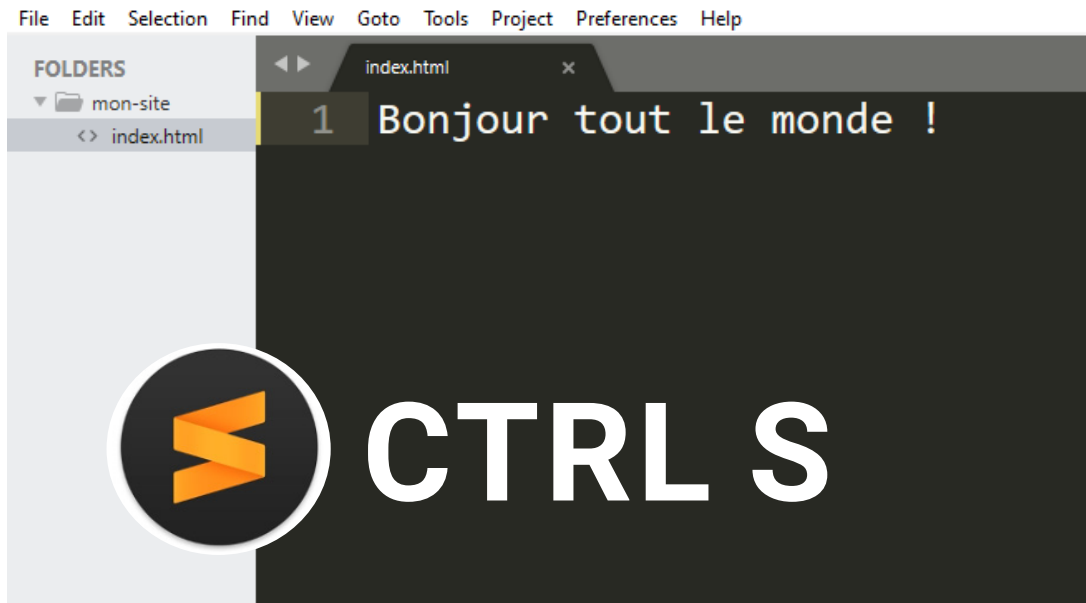 File Edit Selection Find View Goto Tools Project Preferences Help
FOLDERS
mon-site
<> index.html
index.html ×
1 Bonjour tout le monde !
CTRL S